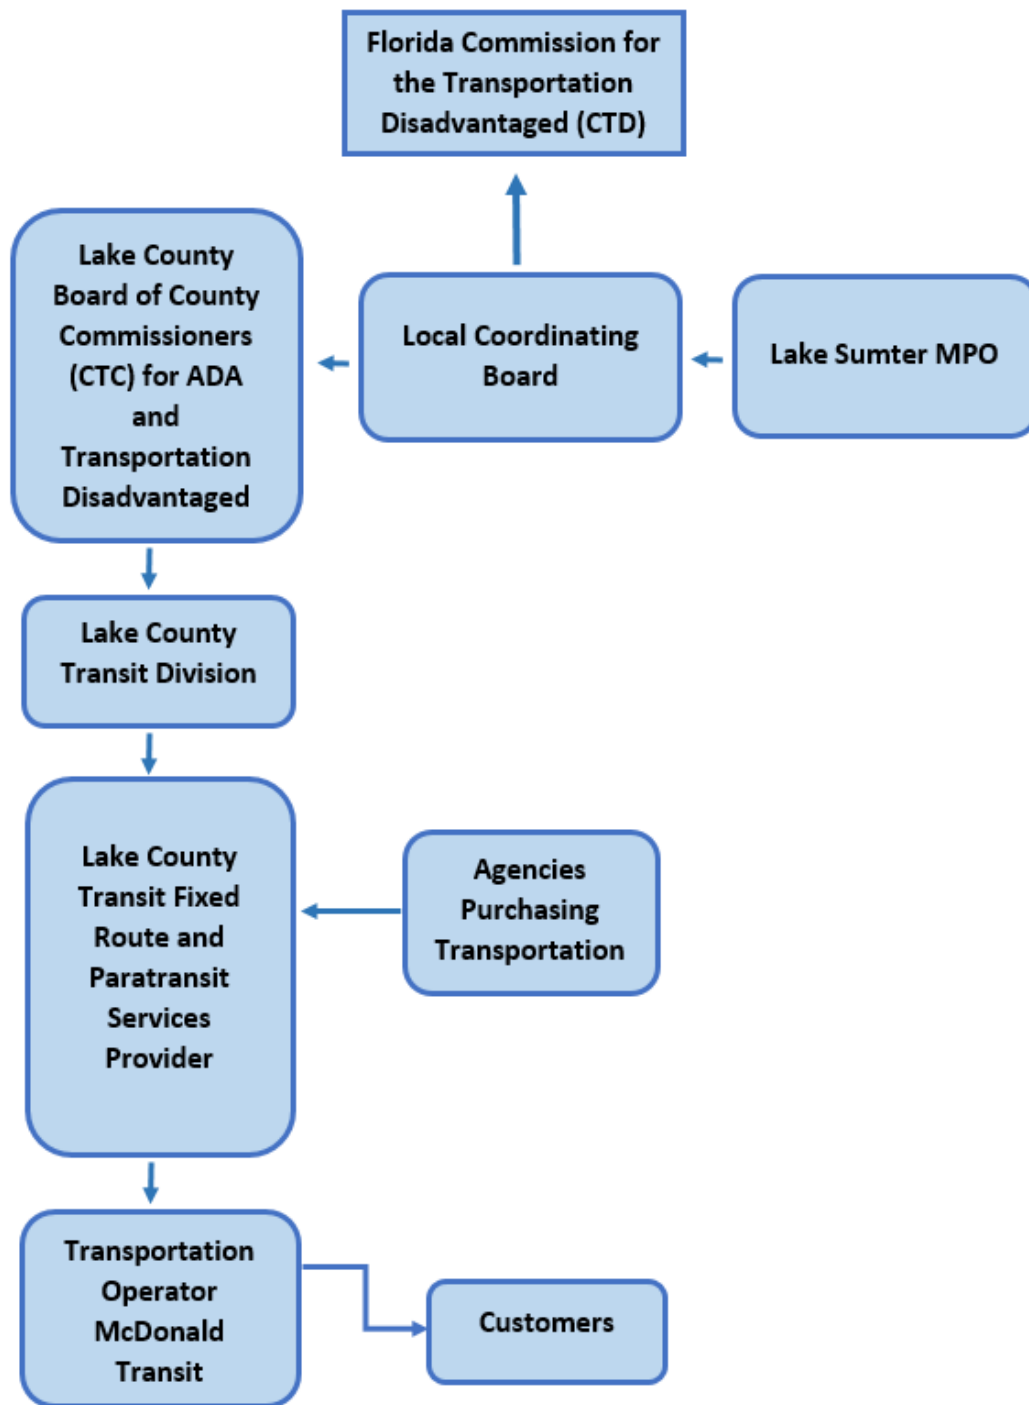 Florida Commission for
the Transportation
Disadvantaged (CTD)
Lake County
Board of County
Commissioners
(CTC) for ADA
and
Transportation
Disadvantaged
Local Coordinating
Board
Lake Sumter MPO
Lake County
Transit Division
Lake County
Transit Fixed
Route and
Paratransit
Services
Provider
Agencies
Purchasing
Transportation
Transportation
Operator
McDonald
Transit
Customers